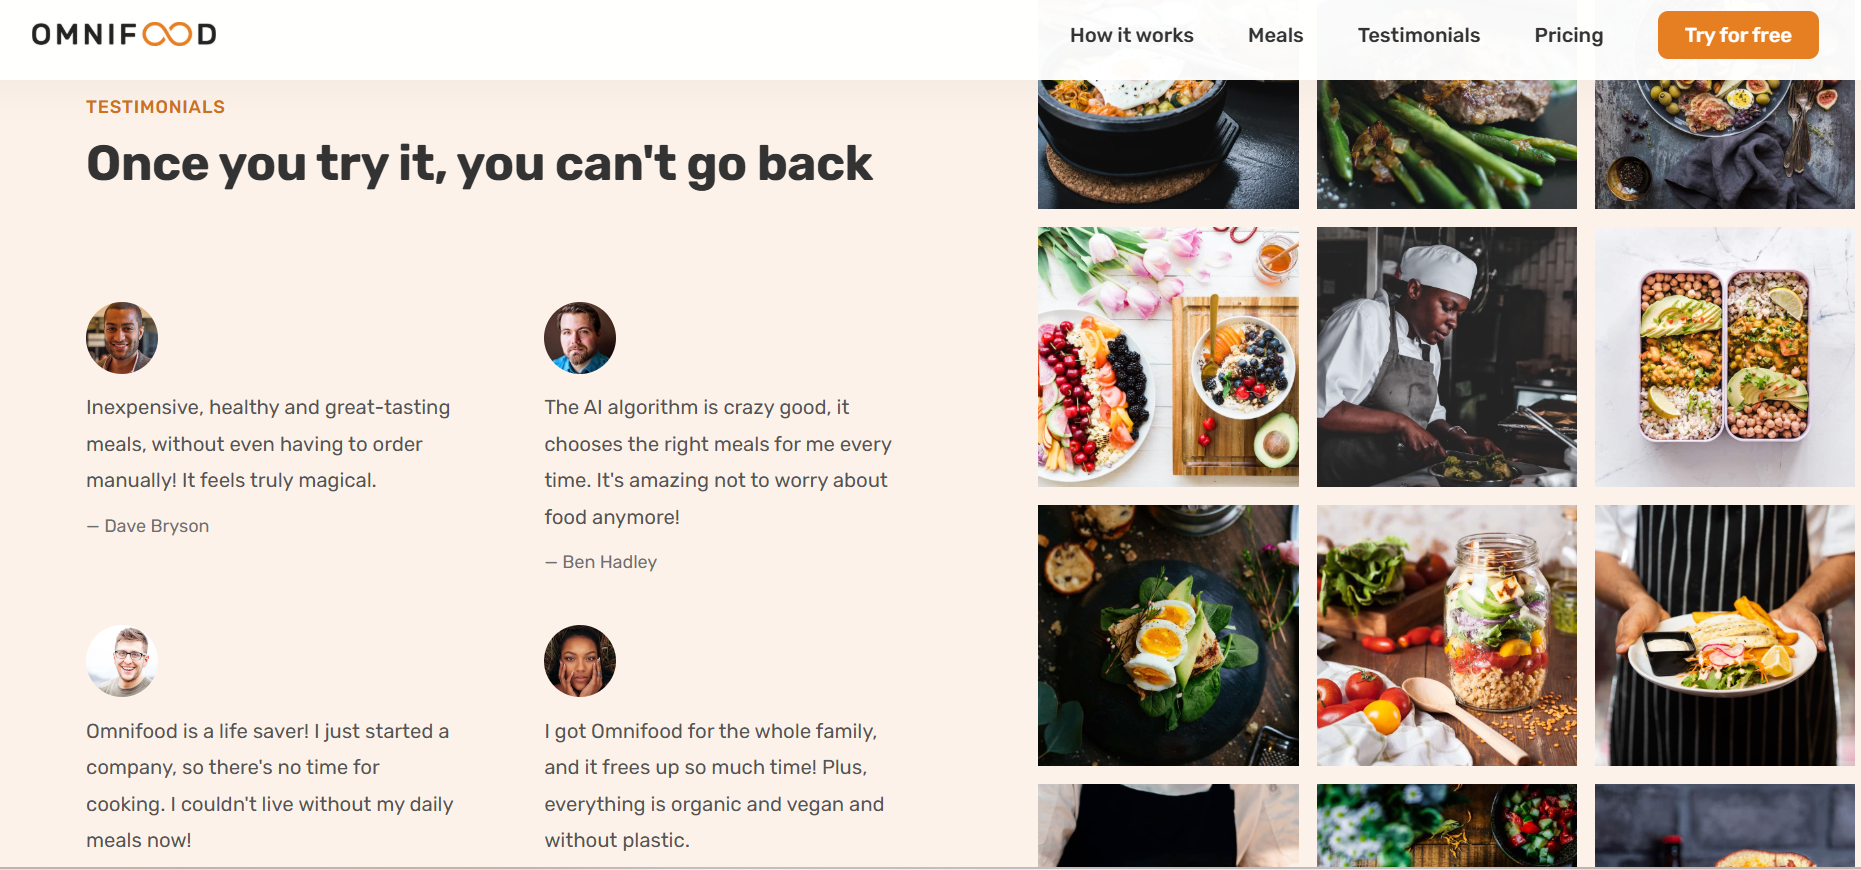 OMNIFOOD
How it works
Meals
Testimonials
Pricing
Try for free
TESTIMONIALS
Once you try it, you can't go back
Inexpensive, healthy and great-tasting
meals, without even having to order
manually! It feels truly magical.
— Dave Bryson
The AI algorithm is crazy good, it
chooses the right meals for me every
time. It's amazing not to worry about
food anymore!
— Ben Hadley
Omnifood is a life saver! I just started a
company, so there's no time for
cooking. I couldn't live without my daily
meals now!
I got Omnifood for the whole family,
and it frees up so much time! Plus,
everything is organic and vegan and
without plastic.